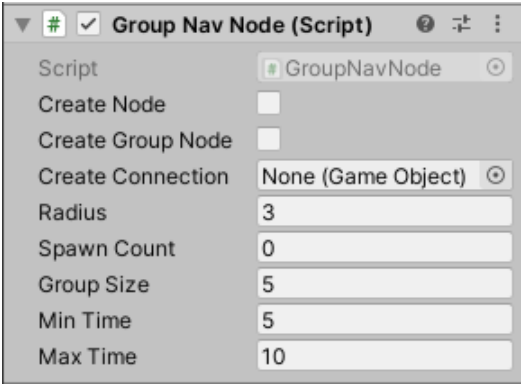 # Group Nav Node (Script)
Script # GroupNavNode
Create Node
Create Group Node
Create Connection None (Game Object)
Radius 3
Spawn Count 0
Group Size 5
Min Time 5
Max Time 10